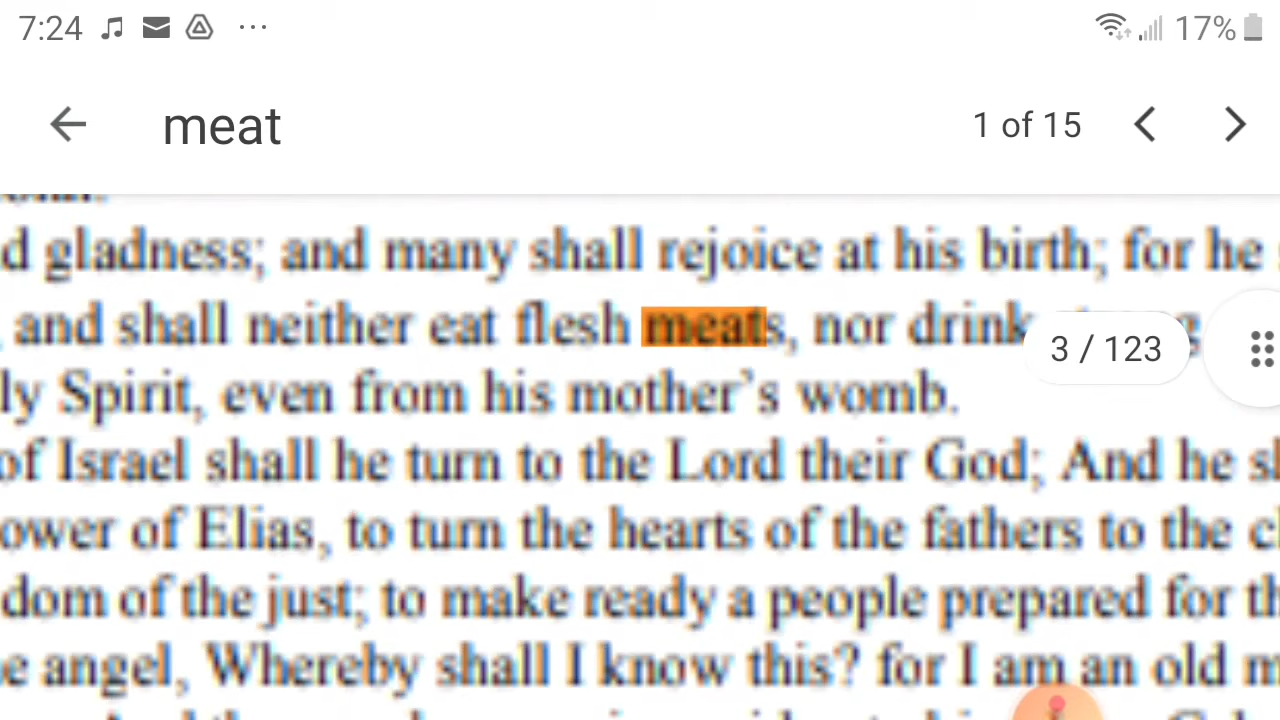 7:24 ... 17%
meat 1 of 15
d gladness; and many shall rejoice at his birth; for he
and shall neither eat flesh meats, nor drink
3 / 123
ly Spirit, even from his mother's womb.
of Israel shall he turn to the Lord their God; And he
ower of Elias, to turn the hearts of the fathers to the
dom of the just; to make ready a people prepared for th
e angel, Whereby shall I know this? for I am an old m